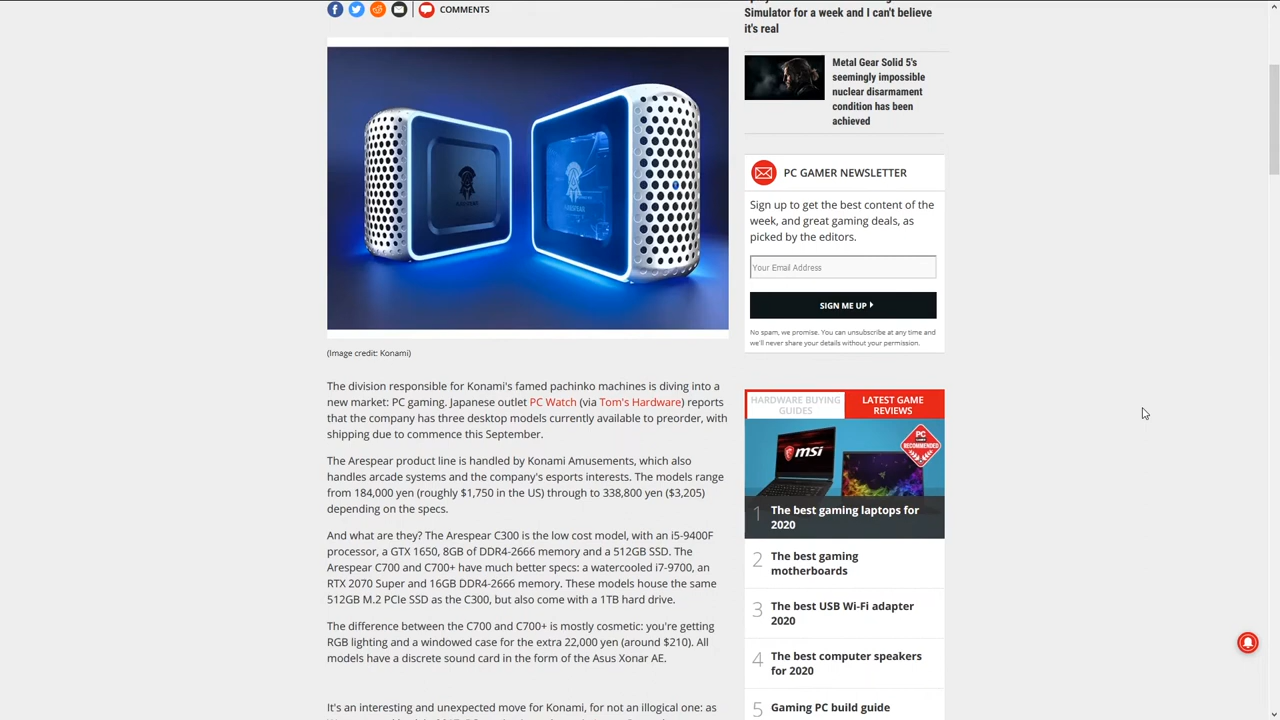 COMMENTS
(Image credit: Konami)
The division responsible for Konami's famed pachinko machines is diving into a
new market: PC gaming. Japanese outlet PC Watch (via Tom's Hardware) reports
that the company has three desktop models currently available to preorder, with
shipping due to commence this September.
The Arespear product line is handled by Konami Amusements, which also
handles arcade systems and the company's esports interests. The models range
from 184,000 yen (roughly $1,750 in the US) through to 338,800 yen ($3,205)
depending on the specs.
And what are they? The Arespear C300 is the low cost model, with an i5-9400F
processor, a GTX 1650, 8GB of DDR4-2666 memory and a 512GB SSD. The
Arespear C700 and C700+ have much better specs: a watercooled i7-9700, an
RTX 2070 Super and 16GB DDR4-2666 memory. These models house the same
512GB M.2 PCIe SSD as the C300, but also come with a 1TB hard drive.
The difference between the C700 and C700+ is mostly cosmetic: you're getting
RGB lighting and a windowed case for the extra 22,000 yen (around $210). All
models have a discrete sound card in the form of the Asus Xonar AE.
It's an interesting and unexpected move for Konami, for not an illogical one: as
Simulator for a week and I can't believe
it's real
Metal Gear Solid 5's
seemingly impossible
nuclear disarmament
condition has been
achieved
PC GAMER NEWSLETTER
Sign up to get the best content of the
week, and great gaming deals, as
picked by the editors.
Your Email Address
SIGN ME UP
No spam, we promise. You can unsubscribe at any time and
we'll never share your details without your permission.
HARDWARE BUYING
GUIDES
LATEST GAME
REVIEWS
msi
PC
RECOMMENDED
1 The best gaming laptops for
2020
2 The best gaming
motherboards
3 The best USB Wi-Fi adapter
2020
4 The best computer speakers
for 2020
5 Gaming PC build guide